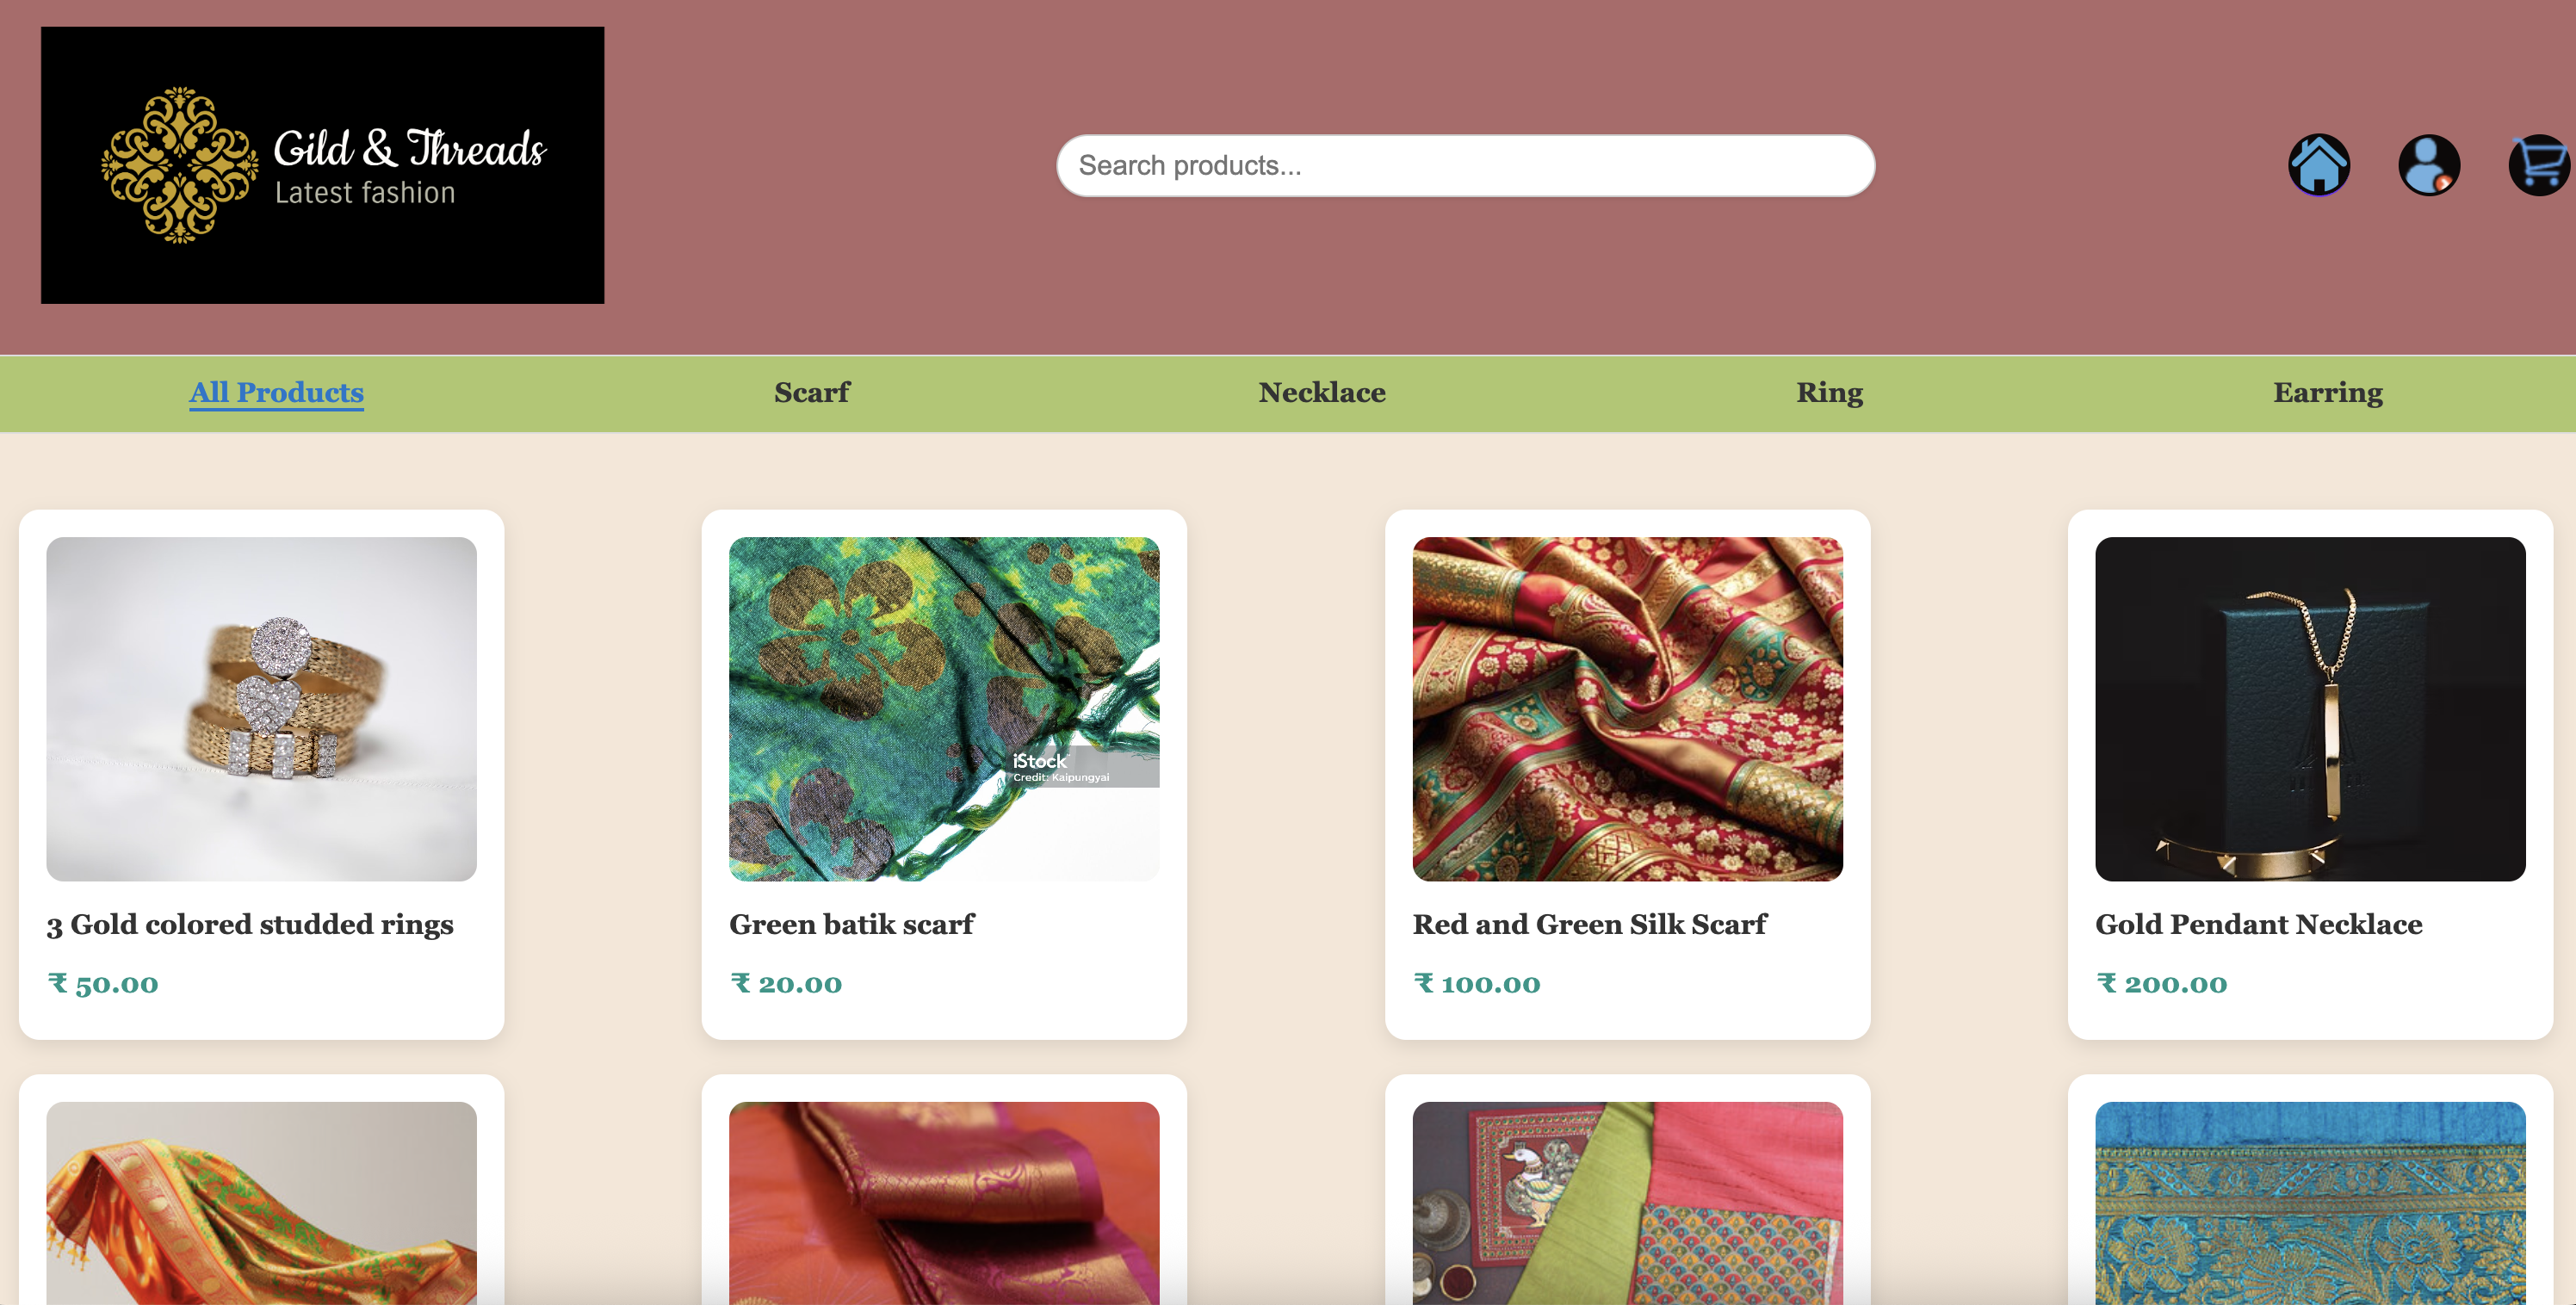 Gild & Threads
Latest fashion
Search products...
All Products
Scarf
Necklace
Ring
Earring
iStock
Credit: Kaipungyai
3 Gold colored studded rings
Green batik scarf
Red and Green Silk Scarf
Gold Pendant Necklace
₹ 50.00
₹ 20.00
₹ 100.00
₹ 200.00